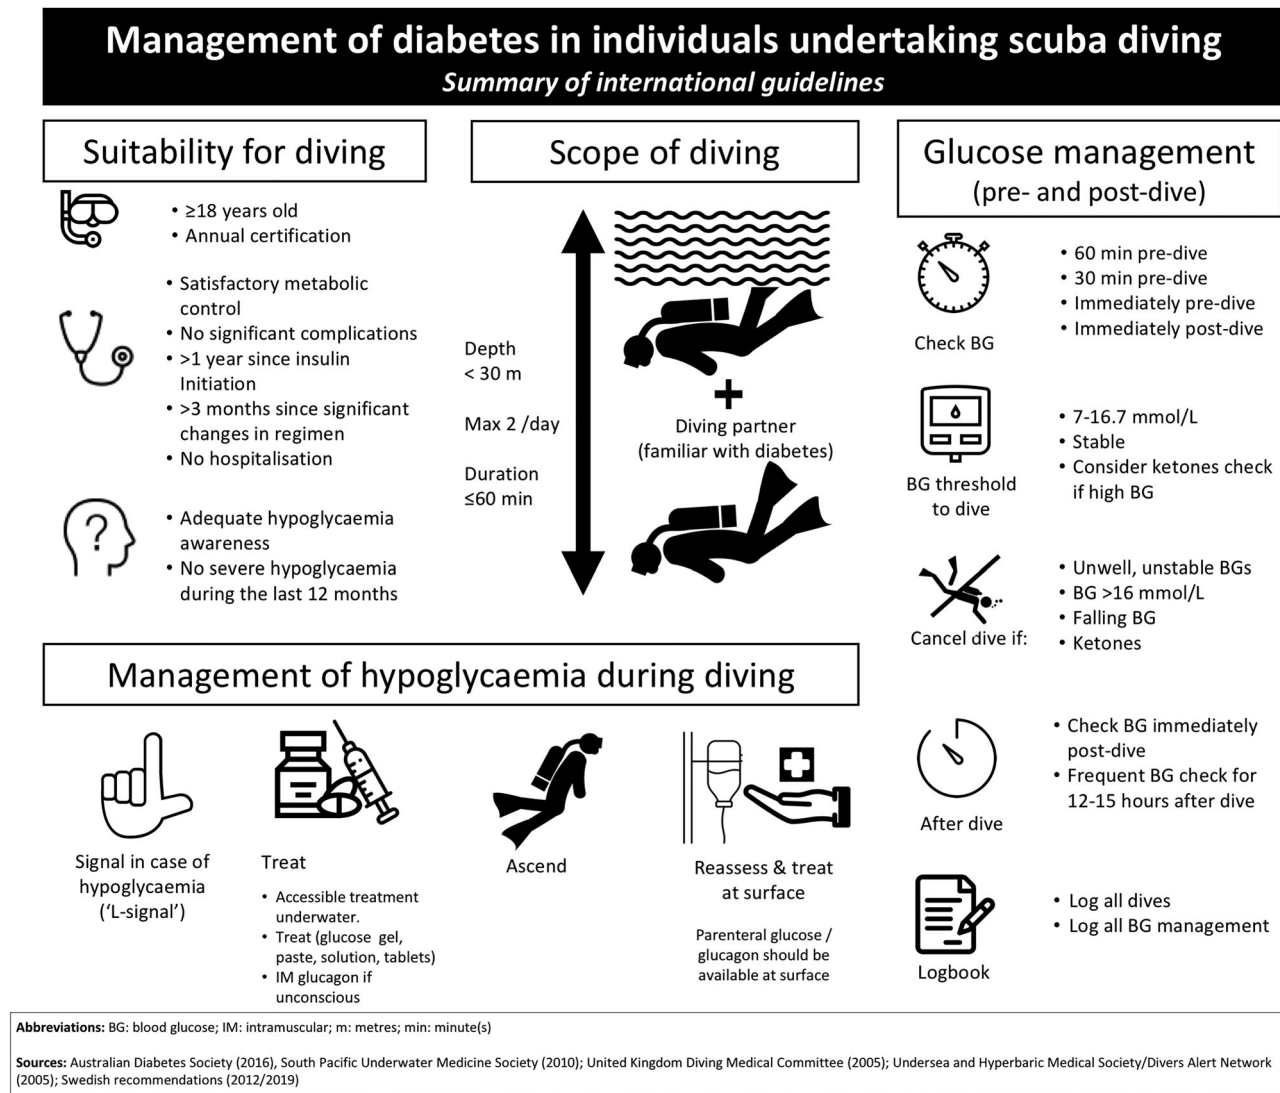 Management of diabetes in individuals undertaking scuba diving
Summary of international guidelines
Suitability for diving
• ≥18 years old
• Annual certification
• Satisfactory metabolic
control
• No significant complications
• >1 year since insulin
Initiation
• >3 months since significant
changes in regimen
• No hospitalisation
?
• Adequate hypoglycaemia
awareness
• No severe hypoglycaemia
during the last 12 months
Scope of diving
Depth
< 30 m
Max 2 /day
Duration
≤60 min
+
Diving partner
(familiar with diabetes)
Glucose management
(pre- and post-dive)
Check BG
• 60 min pre-dive
• 30 min pre-dive
• Immediately pre-dive
• Immediately post-dive
BG threshold
to dive
• 7-16.7 mmol/L
• Stable
• Consider ketones check
if high BG
Cancel dive if:
• Unwell, unstable BGs
• BG >16 mmol/L
• Falling BG
• Ketones
After dive
• Check BG immediately
post-dive
• Frequent BG check for
12-15 hours after dive
Logbook
• Log all dives
• Log all BG management
Management of hypoglycaemia during diving
Signal in case of
hypoglycaemia
(‘L-signal’)
Treat
• Accessible treatment
underwater.
• Treat (glucose gel,
paste, solution, tablets)
• IM glucagon if
unconscious
Ascend
Reassess & treat
at surface
Parenteral glucose /
glucagon should be
available at surface
Abbreviations: BG: blood glucose; IM: intramuscular; m: metres; min: minute(s)
Sources: Australian Diabetes Society (2016), South Pacific Underwater Medicine Society (2010); United Kingdom Diving Medical Committee (2005); Undersea and Hyperbaric Medical Society/Divers Alert Network
(2005); Swedish recommendations (2012/2019)